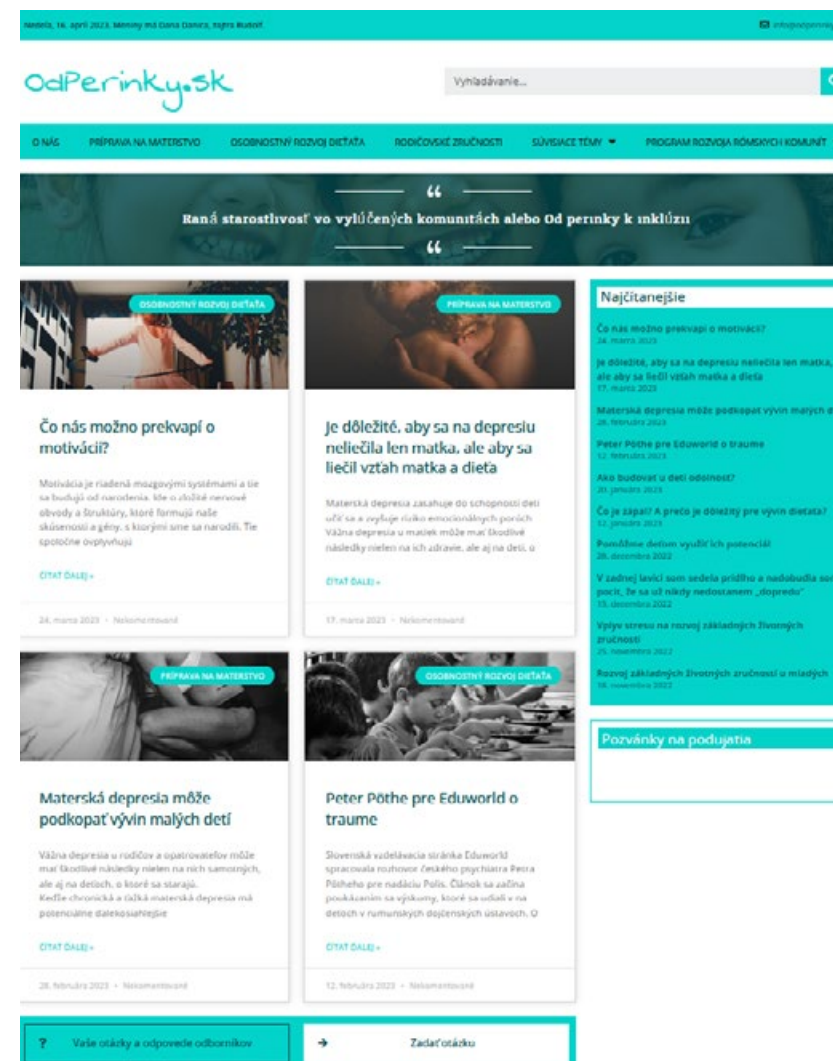 Nedeľa, 16. apríl 2023. Meniny má Dana Danica, zajtra Rudolf.
OdPerinky.sk
Vyhľadávanie...
O NÁS PRÍPRAVA NA MATERSTVO OSOBNOSTNÝ ROZVOJ DIEŤAŤA RODIČOVSKÉ ZRUČNOSTI SÚVISIACE TÉMY PROGRAM ROZVOJA RÓMSKYCH KOMUNÍT
“
Raná starostlivosť vo vylúčených komunitách alebo Od perinky k inklúzii
“
OSOBNOSTNÝ ROZVOJ DIEŤAŤA
Čo nás možno prekvapí o
motivácii?
Motivácia je riadená mozgovými systémami a tie
sa budujú od narodenia. Ide o zložité nervové
obvody a štruktúry, ktoré formujú naše
skúsenosti a gény, s ktorými sme sa narodili. Tie
spoločne ovplyvňujú
ČÍTAŤ ĎALEJ »
24. marca 2023 • Nekomentované
PRÍPRAVA NA MATERSTVO
Je dôležité, aby sa na depresiu
neliečila len matka, ale aby sa
liečil vzťah matka a dieťa
Materská depresia zasahuje do schopnosti detí
učiť sa a zvyšuje riziko emocionálnych porúch
Vážna depresia u matiek môže mať škodlivé
následky nielen na ich zdravie, ale aj na deti, o
ČÍTAŤ ĎALEJ »
17. marca 2023 • Nekomentované
PRÍPRAVA NA MATERSTVO
Materská depresia môže
podkopať vývin malých detí
Vážna depresia u rodičov a opatrovateľov môže
mať škodlivé následky nielen na nich samotných,
ale aj na deťoch, o ktoré sa starajú.
Keďže chronická a ťažká materská depresia má
potenciálne ďalekosiahlejšie
ČÍTAŤ ĎALEJ »
28. februára 2023 • Nekomentované
OSOBNOSTNÝ ROZVOJ DIEŤAŤA
Peter Pöthe pre Eduworld o
traume
Slovenská vzdelávacia stránka Eduworld
spracovala rozhovor českého psychiatra Petra
Pötheho pre nadáciu Polis. Článok sa začína
poukázaním sa výskumy, ktoré sa udiali v na
deťoch v rumunských dojčenských ústavoch. O
ČÍTAŤ ĎALEJ »
12. februára 2023 • Nekomentované
Najčítanejšie
Čo nás možno prekvapí o motivácii?
24. marca 2023
Je dôležité, aby sa na depresiu neliečila len matka,
ale aby sa liečil vzťah matka a dieťa
17. marca 2023
Materská depresia môže podkopať vývin malých
28. februára 2023
Peter Pöthe pre Eduworld o traume
12. februára 2023
Ako budovať u detí odolnosť?
20. januára 2023
Čo je zápal? A prečo je dôležitý pre vývin dieťaťa?
12. januára 2023
Pomôžme deťom využiť ich potenciál
28. decembra 2022
V zadnej lavici som sedela pridlho a nadobudla
pocit, že sa už nikdy nedostanem „dopredu“
15. decembra 2022
Vplyv stresu na rozvoj základných životných
zručností
25. novembra 2022
Rozvoj základných životných zručností u mladých
18. novembra 2022
Pozvánky na podujatia
? Vaše otázky a odpovede odborníkov
→ Zadať otázku